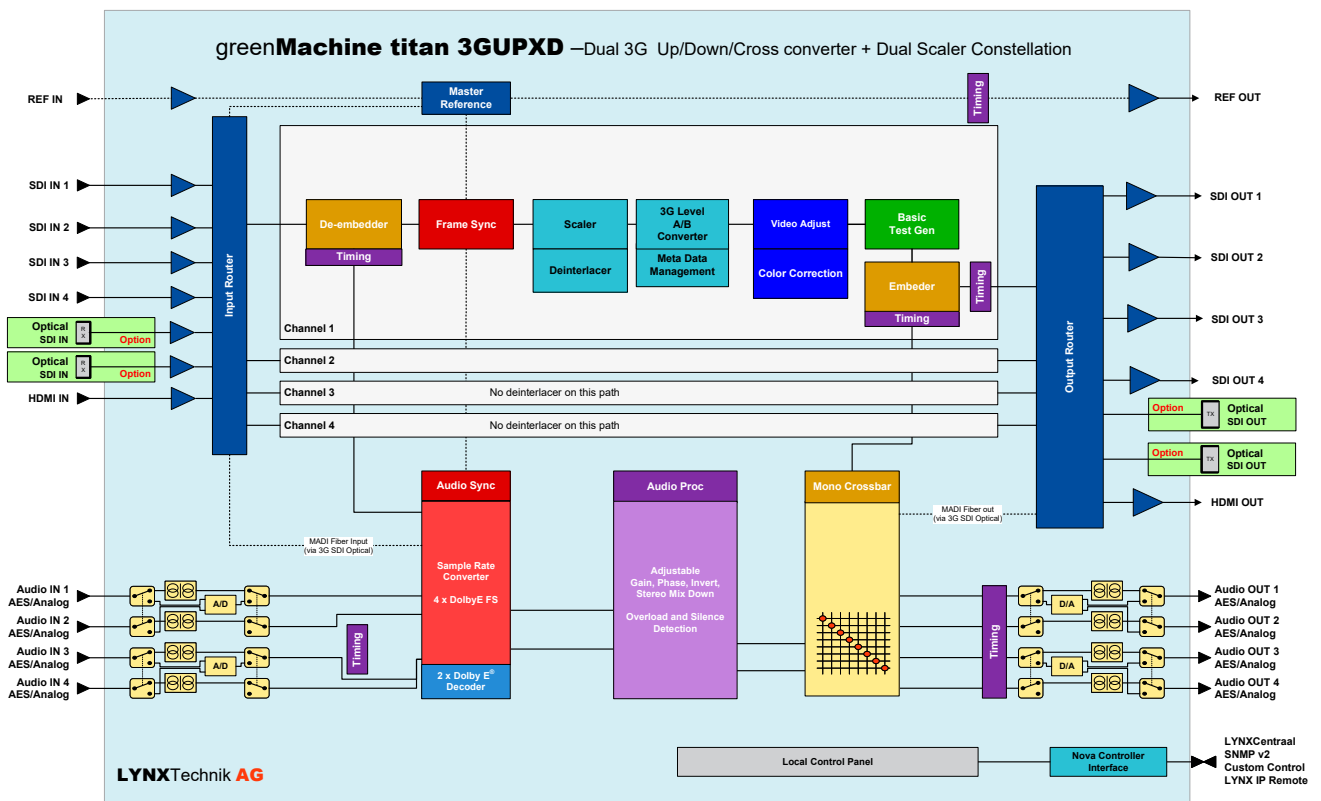 greenMachine titan 3GUPXD –Dual 3G Up/Down/Cross converter + Dual Scaler Constellation
REF IN
Master
Reference
Timing
REF OUT
Input Router
SDI IN 1
SDI IN 2
SDI IN 3
SDI IN 4
Optical
SDI IN
R
X
Option
Optical
SDI IN
R
X
Option
HDMI IN
De-embedder
Timing
Frame Sync
Scaler
Deinterlacer
3G Level
A/B
Converter
Meta Data
Management
Video Adjust
Color Correction
Basic
Test Gen
Embeder
Timing
Timing
Channel 1
Channel 2
Channel 3
No deinterlacer on this path
Channel 4
No deinterlacer on this path
Output Router
SDI OUT 1
SDI OUT 2
SDI OUT 3
SDI OUT 4
Option
TX
Optical
SDI OUT
Option
TX
Optical
SDI OUT
HDMI OUT
MADI Fiber Input
(via 3G SDI Optical)
Audio Sync
Sample Rate
Converter
4 x DolbyE FS
2 x Dolby E®
Decoder
Audio Proc
Adjustable
Gain, Phase, Invert,
Stereo Mix Down
Overload and Silence
Detection
Mono Crossbar
MADI Fiber out
(via 3G SDI Optical)
Audio IN 1
AES/Analog
Audio IN 2
AES/Analog
Audio IN 3
AES/Analog
Audio IN 4
AES/Analog
A/D
A/D
Timing
Timing
D/A
D/A
Audio OUT 1
AES/Analog
Audio OUT 2
AES/Analog
Audio OUT 3
AES/Analog
Audio OUT 4
AES/Analog
LYNXTechnik AG
Local Control Panel
Nova Controller
Interface
LYNXCentraal
SNMP v2
Custom Control
LYNX IP Remote